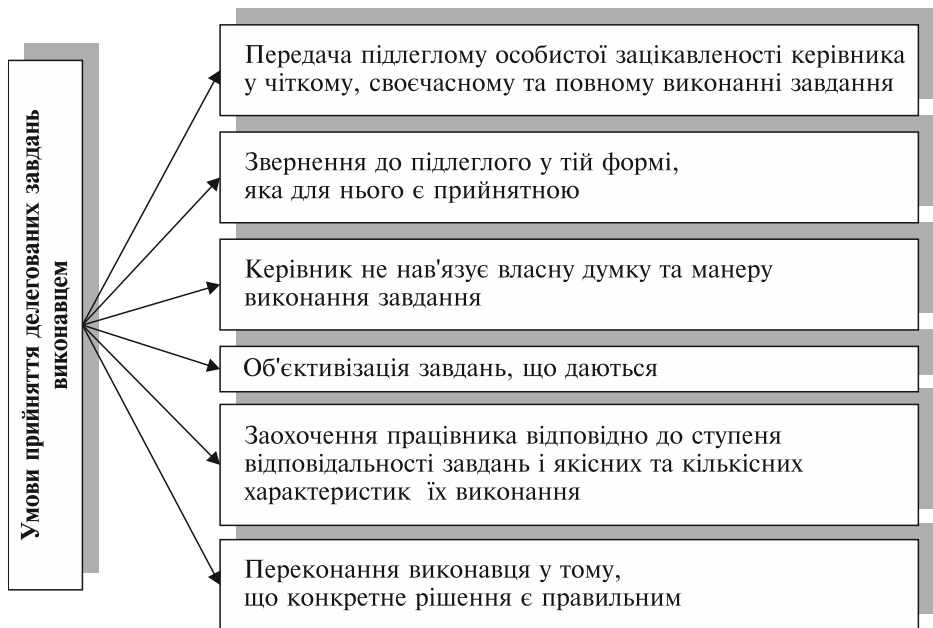 Умови прийняття делегованих завдань
виконавцем
Передача підлеглому особистої зацікавленості керівника
у чіткому, своєчасному та повному виконанні завдання
Звернення до підлеглого у тій формі,
яка для нього є прийнятною
Керівник не нав'язує власну думку та манеру
виконання завдання
Об'єктивізація завдань, що даються
Заохочення працівника відповідно до ступеня
відповідальності завдань і якісних та кількісних
характеристик їх виконання
Переконання виконавця у тому,
що конкретне рішення є правильним